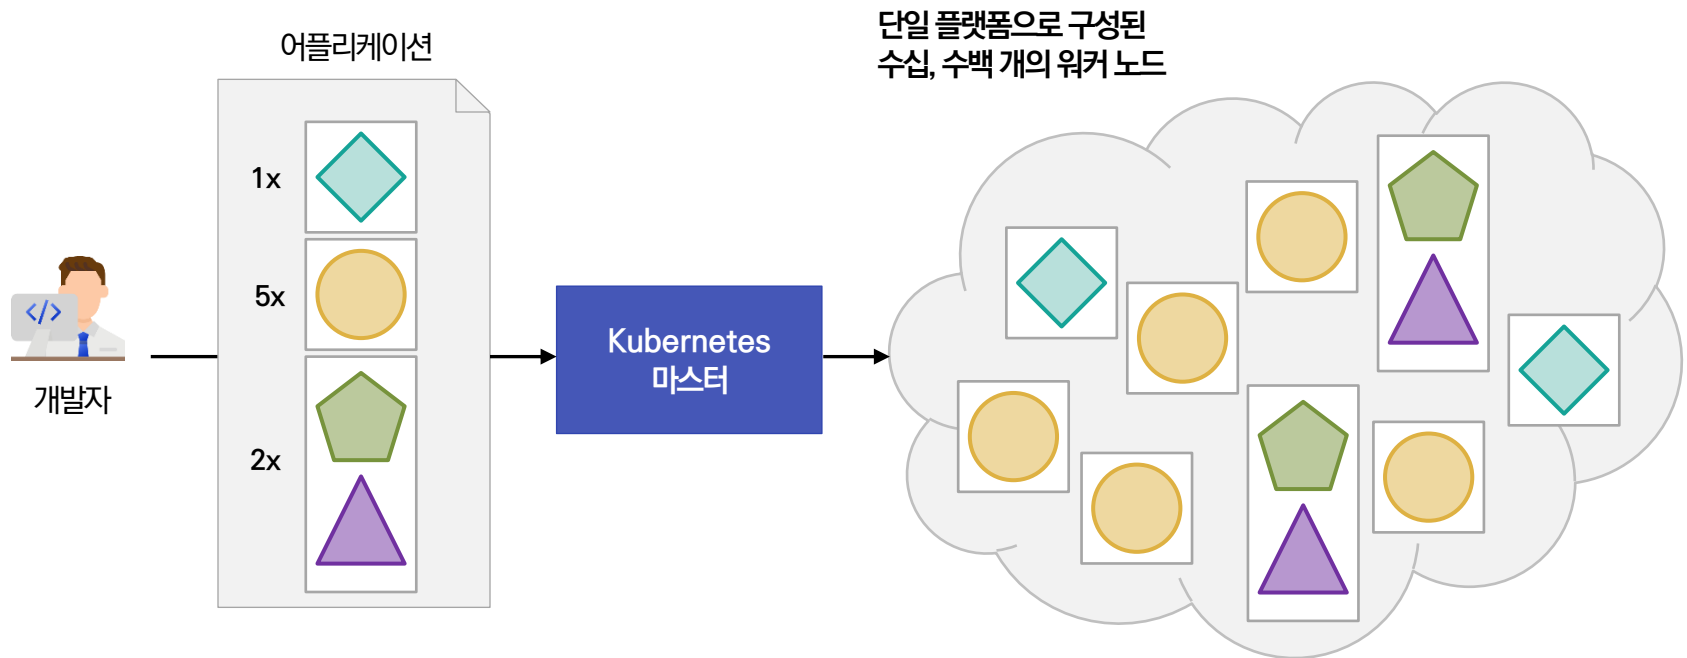 단일 플랫폼으로 구성된
수십, 수백 개의 워커 노드
어플리케이션
1x
5x
</>
Kubernetes
마스터
개발자
2x